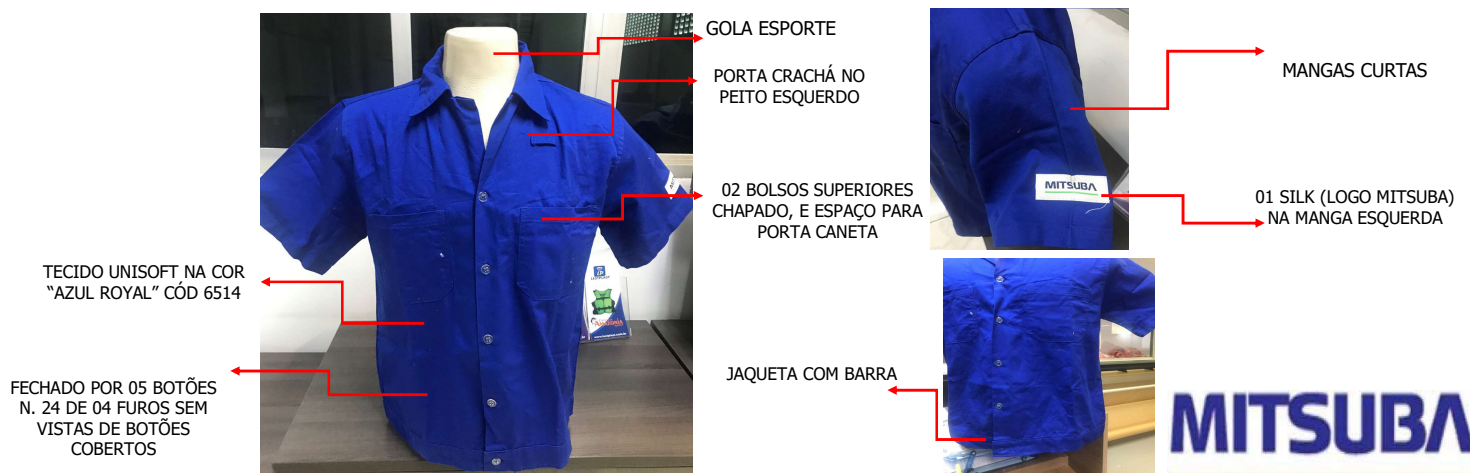 GOLA ESPORTE
PORTA CRACHÁ NO
PEITO ESQUERDO
02 BOLSOS SUPERIORES
CHAPADO, E ESPAÇO PARA
PORTA CANETA
TECIDO UNISOFT NA COR
“AZUL ROYAL” CÓD 6514
FECHADO POR 05 BOTÕES
N. 24 DE 04 FUROS SEM
VISTAS DE BOTÕES
COBERTOS
MANGAS CURTAS
MITSUBA
01 SILK (LOGO MITSUBA)
NA MANGA ESQUERDA
JAQUETA COM BARRA
MITSUBA